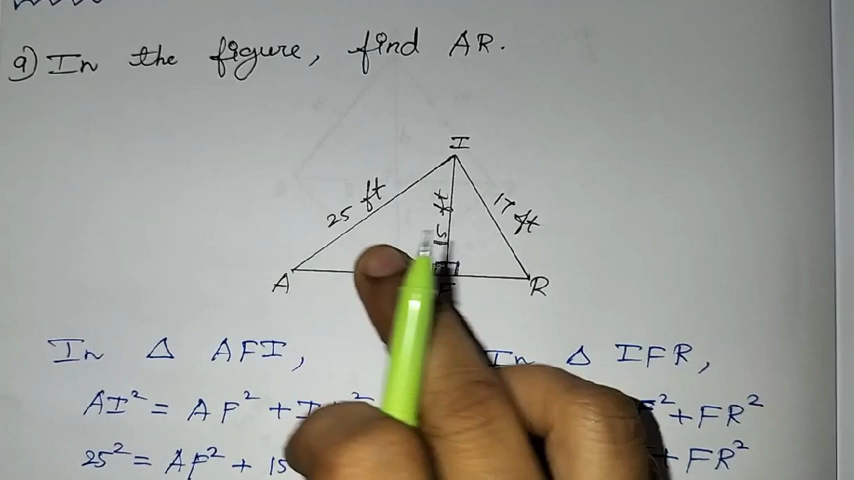 9) In the figure, find AR.
I
25 ft
15 ft
17 ft
A
F
R
In △ AFI,
In △ IFR,
AI² = AF² +
² + FR²
25² = AF² + 15
+ FR²